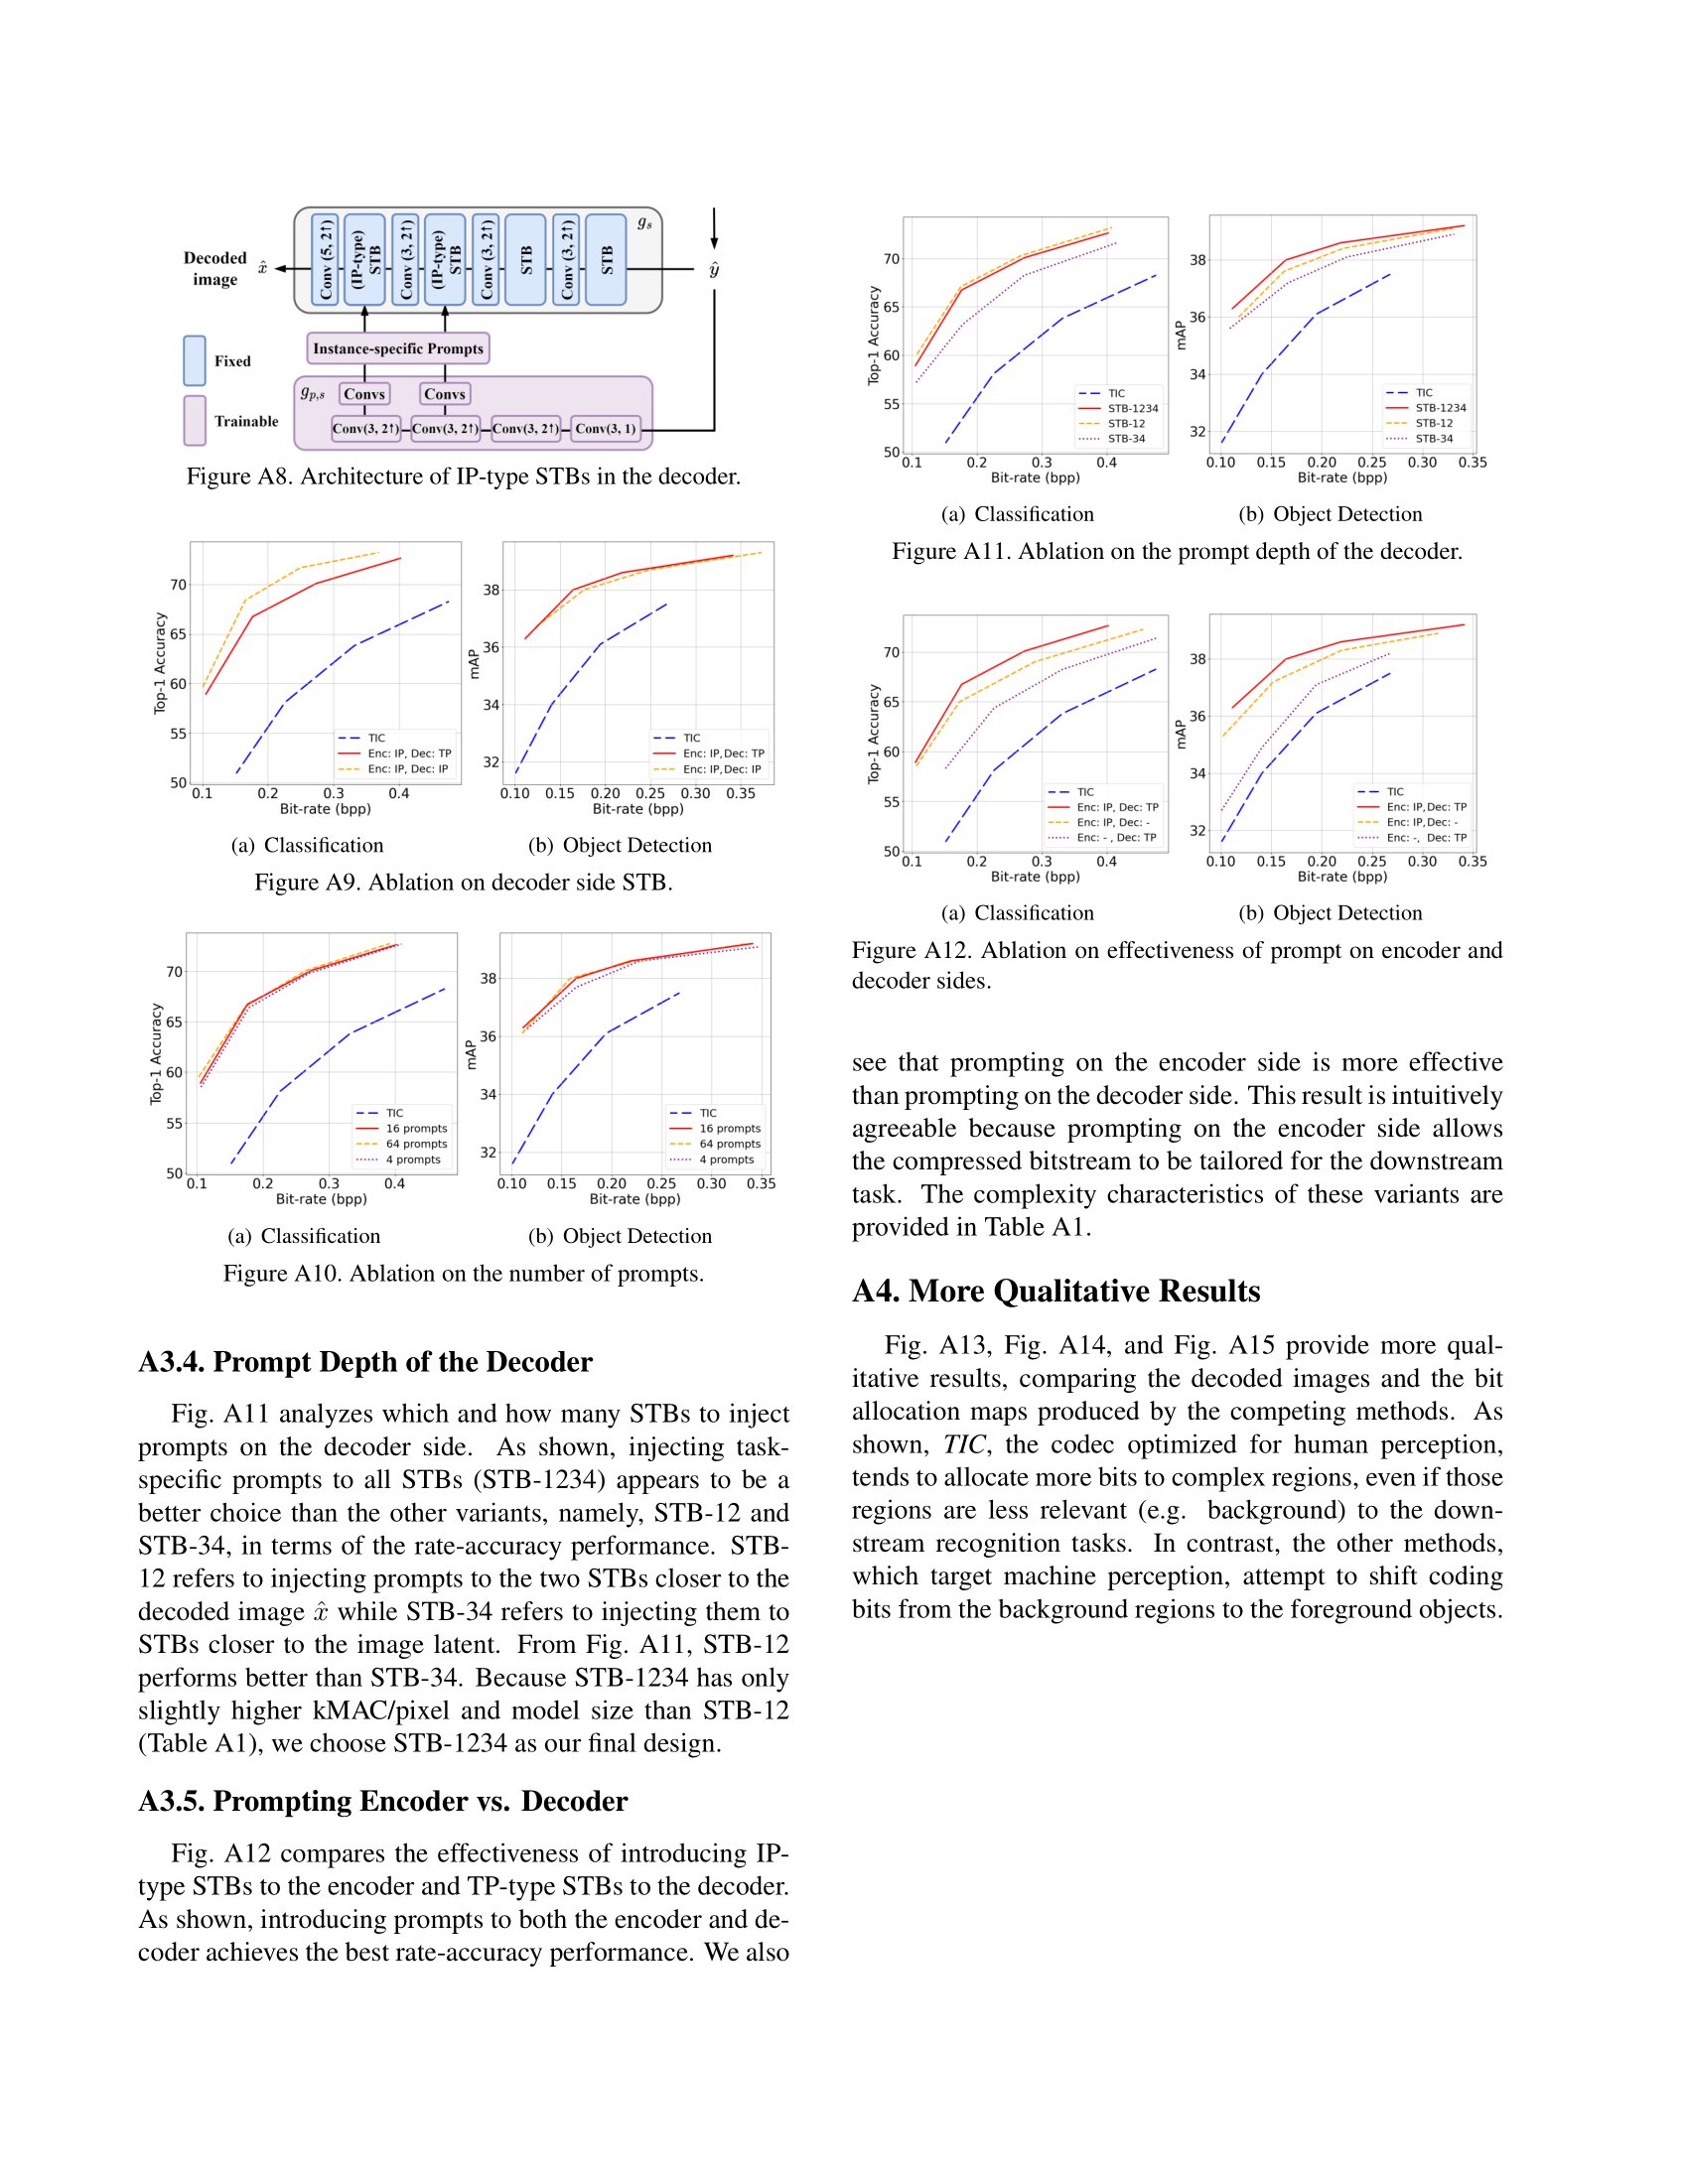 Decoded
image
x̂
Conv (5, 2↑)
(IP-type)
STB
Conv (3, 2↑)
(IP-type)
STB
Conv (3, 2↑)
STB
Conv (3, 2↑)
STB
g_s
ŷ
Instance-specific Prompts
Fixed
Trainable
g_{p,s}
Convs
Convs
Conv(3, 2↑)
Conv(3, 2↑)
Conv(3, 2↑)
Conv(3, 1)
Figure A8. Architecture of IP-type STBs in the decoder.
Top-1 Accuracy
70
65
60
55
50
0.1 0.2 0.3 0.4
Bit-rate (bpp)
TIC
Enc: IP, Dec: TP
Enc: IP, Dec: IP
mAP
38
36
34
32
0.10 0.15 0.20 0.25 0.30 0.35
Bit-rate (bpp)
TIC
Enc: IP, Dec: TP
Enc: IP, Dec: IP
(a) Classification
(b) Object Detection
Figure A9. Ablation on decoder side STB.
Top-1 Accuracy
70
65
60
55
50
0.1 0.2 0.3 0.4
Bit-rate (bpp)
TIC
16 prompts
64 prompts
4 prompts
mAP
38
36
34
32
0.10 0.15 0.20 0.25 0.30 0.35
Bit-rate (bpp)
TIC
16 prompts
64 prompts
4 prompts
(a) Classification
(b) Object Detection
Figure A10. Ablation on the number of prompts.
A3.4. Prompt Depth of the Decoder
Fig. A11 analyzes which and how many STBs to inject
prompts on the decoder side. As shown, injecting task-
specific prompts to all STBs (STB-1234) appears to be a
better choice than the other variants, namely, STB-12 and
STB-34, in terms of the rate-accuracy performance. STB-
12 refers to injecting prompts to the two STBs closer to the
decoded image x̂ while STB-34 refers to injecting them to
STBs closer to the image latent. From Fig. A11, STB-12
performs better than STB-34. Because STB-1234 has only
slightly higher kMAC/pixel and model size than STB-12
(Table A1), we choose STB-1234 as our final design.
A3.5. Prompting Encoder vs. Decoder
Fig. A12 compares the effectiveness of introducing IP-
type STBs to the encoder and TP-type STBs to the decoder.
As shown, introducing prompts to both the encoder and de-
coder achieves the best rate-accuracy performance. We also
Top-1 Accuracy
70
65
60
55
50
0.1 0.2 0.3 0.4
Bit-rate (bpp)
TIC
STB-1234
STB-12
STB-34
mAP
38
36
34
32
0.10 0.15 0.20 0.25 0.30 0.35
Bit-rate (bpp)
TIC
STB-1234
STB-12
STB-34
(a) Classification
(b) Object Detection
Figure A11. Ablation on the prompt depth of the decoder.
Top-1 Accuracy
70
65
60
55
50
0.1 0.2 0.3 0.4
Bit-rate (bpp)
TIC
Enc: IP, Dec: TP
Enc: IP, Dec: -
Enc: - , Dec: TP
mAP
38
36
34
32
0.10 0.15 0.20 0.25 0.30 0.35
Bit-rate (bpp)
TIC
Enc: IP, Dec: TP
Enc: IP, Dec: -
Enc: -, Dec: TP
(a) Classification
(b) Object Detection
Figure A12. Ablation on effectiveness of prompt on encoder and
decoder sides.
see that prompting on the encoder side is more effective
than prompting on the decoder side. This result is intuitively
agreeable because prompting on the encoder side allows
the compressed bitstream to be tailored for the downstream
task. The complexity characteristics of these variants are
provided in Table A1.
A4. More Qualitative Results
Fig. A13, Fig. A14, and Fig. A15 provide more qual-
itative results, comparing the decoded images and the bit
allocation maps produced by the competing methods. As
shown, TIC, the codec optimized for human perception,
tends to allocate more bits to complex regions, even if those
regions are less relevant (e.g. background) to the down-
stream recognition tasks. In contrast, the other methods,
which target machine perception, attempt to shift coding
bits from the background regions to the foreground objects.